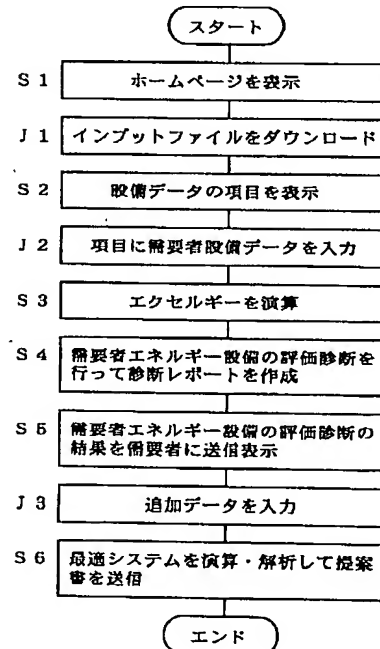 スタート
S1 ホームページを表示
J1 インプットファイルをダウンロード
S2 設備データの項目を表示
J2 項目に需要者設備データを入力
S3 エクセルギーを演算
S4 需要者エネルギー設備の評価診断を
行って診断レポートを作成
S5 需要者エネルギー設備の評価診断の
結果を需要者に送信表示
J3 追加データを入力
S6 最適システムを演算・解析して提案
書を送信
エンド